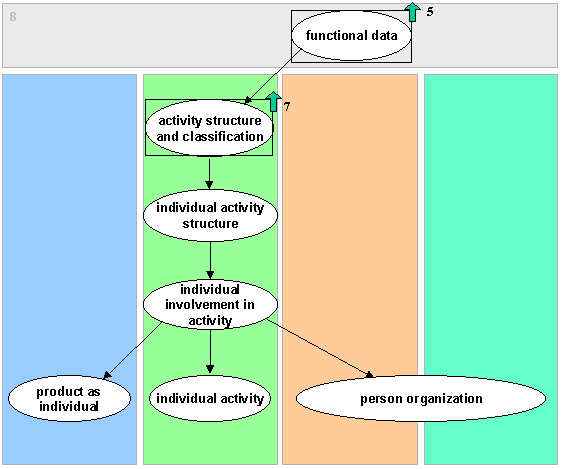 8
5
functional data
7
activity structure
and classification
individual activity
structure
individual
involvement in
activity
product as
individual
individual activity
person organization